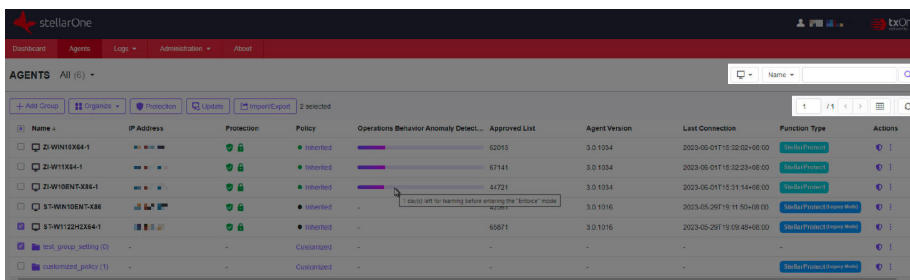 stellarOne
txOn
Dashboard Agents Logs Administration About
AGENTS All (6)
Name
+ Add Group Organize Protection Update Import/Export 2 selected
1 / 1
Name IP Address Protection Policy Operations Behavior Anomaly Detect... Approved List Agent Version Last Connection Function Type Actions
ZI-WIN10X64-1 Inherited 62015 3.0.1034 2023-06-01T15:32:02+08:00 StellarProtect
ZI-W11X64-1 Inherited 67141 3.0.1034 2023-06-01T15:32:23+08:00 StellarProtect
ZI-W10ENT-X86-1 Inherited 44721 3.0.1034 2023-06-01T15:31:14+08:00 StellarProtect
1 day(s) left for learning before entering the "Enforce" mode
ST-WIN10ENT-X86 Inherited - 3.0.1016 2023-05-29T19:11:50+08:00 StellarProtect (Legacy Mode)
ST-W1122H2X64-1 Inherited - 65871 3.0.1016 2023-05-29T19:09:48+08:00 StellarProtect (Legacy Mode)
test_group_setting (0) - - Customized - - - - -
customized_policy (1) - - Customized - - - - StellarProtect (Legacy Mode)